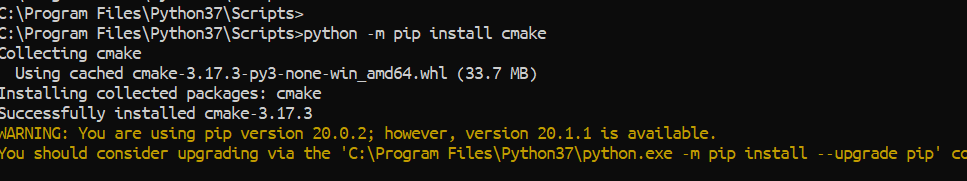 C:\Program Files\Python37\Scripts>
C:\Program Files\Python37\Scripts>python -m pip install cmake
Collecting cmake
  Using cached cmake-3.17.3-py3-none-win_amd64.whl (33.7 MB)
Installing collected packages: cmake
Successfully installed cmake-3.17.3
WARNING: You are using pip version 20.0.2; however, version 20.1.1 is available.
You should consider upgrading via the 'C:\Program Files\Python37\python.exe -m pip install --upgrade pip' co